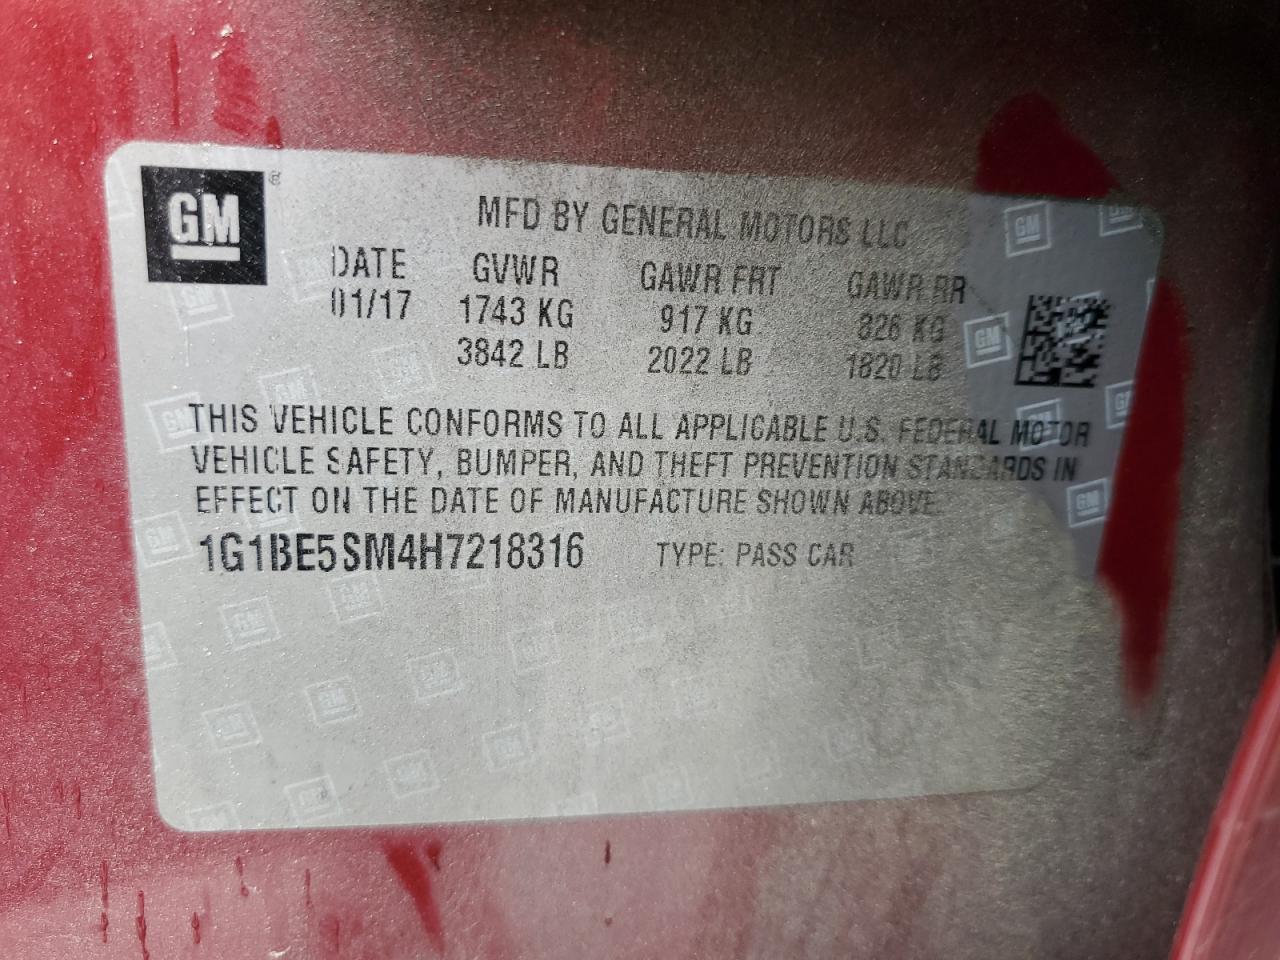 GM ®
MFD BY GENERAL MOTORS LLC
DATE GVWR GAWR FRT GAWR RR
01/17 1743 KG 917 KG 826 KG
3842 LB 2022 LB 1820 LB
THIS VEHICLE CONFORMS TO ALL APPLICABLE U.S. FEDERAL MOTOR
VEHICLE SAFETY, BUMPER, AND THEFT PREVENTION STANDARDS IN
EFFECT ON THE DATE OF MANUFACTURE SHOWN ABOVE.
1G1BE5SM4H7218316 TYPE: PASS CAR